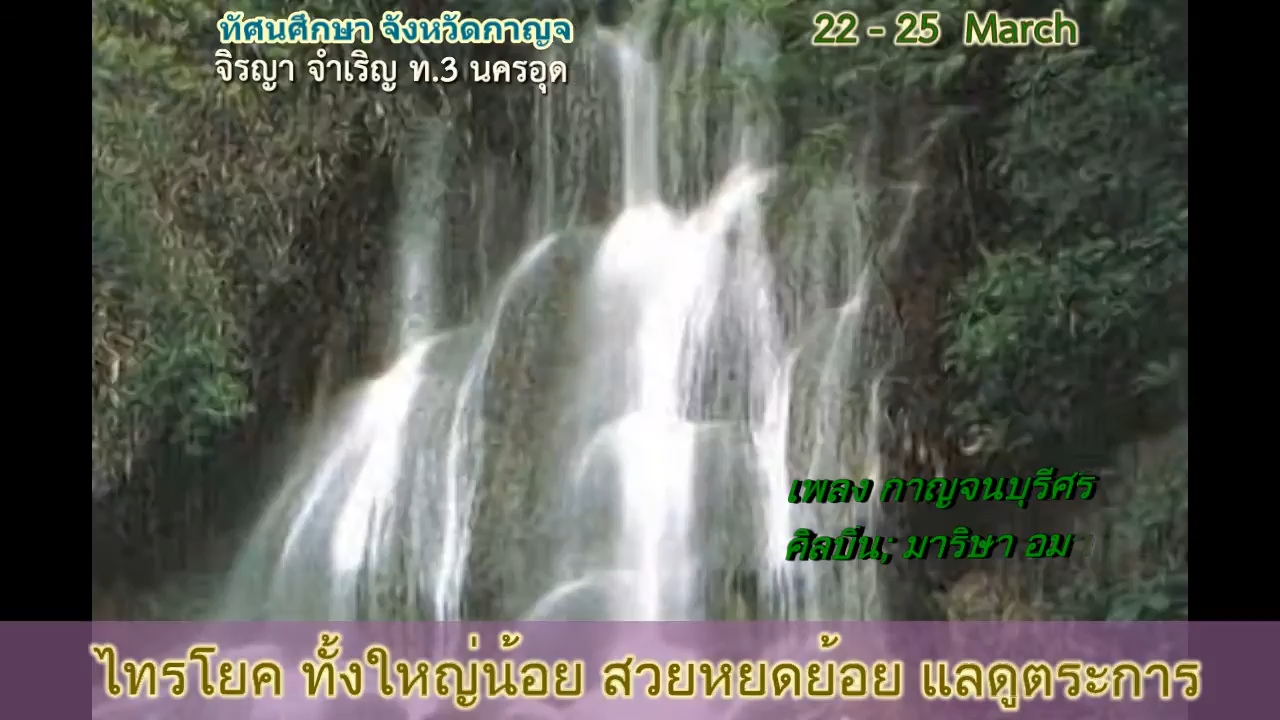 ทัศนศึกษา จังหวัดกาญจ
22 - 25 March
จิรญา จำเริญ ท.3 นครอุด
เพลง กาญจนบุรีศร
ศิลปิน; มาริษา อม
ไทรโยค ทั้งใหญ่น้อย สวยหยดย้อย แลดูตระการ